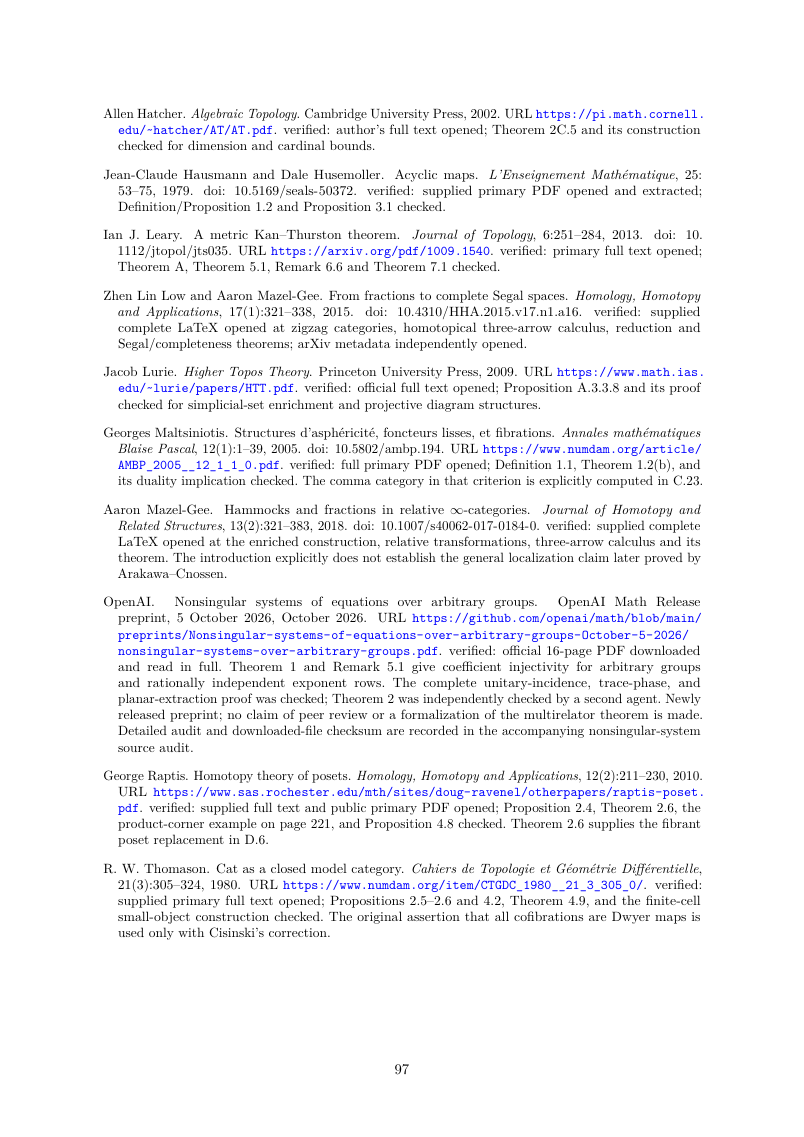 Allen Hatcher. Algebraic Topology. Cambridge University Press, 2002. URL https://pi.math.cornell.
edu/~hatcher/AT/AT.pdf. verified: author's full text opened; Theorem 2C.5 and its construction
checked for dimension and cardinal bounds.
Jean-Claude Hausmann and Dale Husemoller. Acyclic maps. L'Enseignement Mathématique, 25:
53–75, 1979. doi: 10.5169/seals-50372. verified: supplied primary PDF opened and extracted;
Definition/Proposition 1.2 and Proposition 3.1 checked.
Ian J. Leary. A metric Kan–Thurston theorem. Journal of Topology, 6:251–284, 2013. doi: 10.
1112/jtopol/jts035. URL https://arxiv.org/pdf/1009.1540. verified: primary full text opened;
Theorem A, Theorem 5.1, Remark 6.6 and Theorem 7.1 checked.
Zhen Lin Low and Aaron Mazel-Gee. From fractions to complete Segal spaces. Homology, Homotopy
and Applications, 17(1):321–338, 2015. doi: 10.4310/HHA.2015.v17.n1.a16. verified: supplied
complete LaTeX opened at zigzag categories, homotopical three-arrow calculus, reduction and
Segal/completeness theorems; arXiv metadata independently opened.
Jacob Lurie. Higher Topos Theory. Princeton University Press, 2009. URL https://www.math.ias.
edu/~lurie/papers/HTT.pdf. verified: official full text opened; Proposition A.3.3.8 and its proof
checked for simplicial-set enrichment and projective diagram structures.
Georges Maltsiniotis. Structures d'asphéricité, foncteurs lisses, et fibrations. Annales mathématiques
Blaise Pascal, 12(1):1–39, 2005. doi: 10.5802/ambp.194. URL https://www.numdam.org/article/
AMBP_2005__12_1_1_0.pdf. verified: full primary PDF opened; Definition 1.1, Theorem 1.2(b), and
its duality implication checked. The comma category in that criterion is explicitly computed in C.23.
Aaron Mazel-Gee. Hammocks and fractions in relative ∞-categories. Journal of Homotopy and
Related Structures, 13(2):321–383, 2018. doi: 10.1007/s40062-017-0184-0. verified: supplied complete
LaTeX opened at the enriched construction, relative transformations, three-arrow calculus and its
theorem. The introduction explicitly does not establish the general localization claim later proved by
Arakawa–Cnossen.
OpenAI. Nonsingular systems of equations over arbitrary groups. OpenAI Math Release
preprint, 5 October 2026, October 2026. URL https://github.com/openai/math/blob/main/
preprints/Nonsingular-systems-of-equations-over-arbitrary-groups-October-5-2026/
nonsingular-systems-over-arbitrary-groups.pdf. verified: official 16-page PDF downloaded
and read in full. Theorem 1 and Remark 5.1 give coefficient injectivity for arbitrary groups
and rationally independent exponent rows. The complete unitary-incidence, trace-phase, and
planar-extraction proof was checked; Theorem 2 was independently checked by a second agent. Newly
released preprint; no claim of peer review or a formalization of the multirelator theorem is made.
Detailed audit and downloaded-file checksum are recorded in the accompanying nonsingular-system
source audit.
George Raptis. Homotopy theory of posets. Homology, Homotopy and Applications, 12(2):211–230, 2010.
URL https://www.sas.rochester.edu/mth/sites/doug-ravenel/otherpapers/raptis-poset.
pdf. verified: supplied full text and public primary PDF opened; Proposition 2.4, Theorem 2.6, the
product-corner example on page 221, and Proposition 4.8 checked. Theorem 2.6 supplies the fibrant
poset replacement in D.6.
R. W. Thomason. Cat as a closed model category. Cahiers de Topologie et Géométrie Différentielle,
21(3):305–324, 1980. URL https://www.numdam.org/item/CTGDC_1980__21_3_305_0/. verified:
supplied primary full text opened; Propositions 2.5–2.6 and 4.2, Theorem 4.9, and the finite-cell
small-object construction checked. The original assertion that all cofibrations are Dwyer maps is
used only with Cisinski's correction.
97